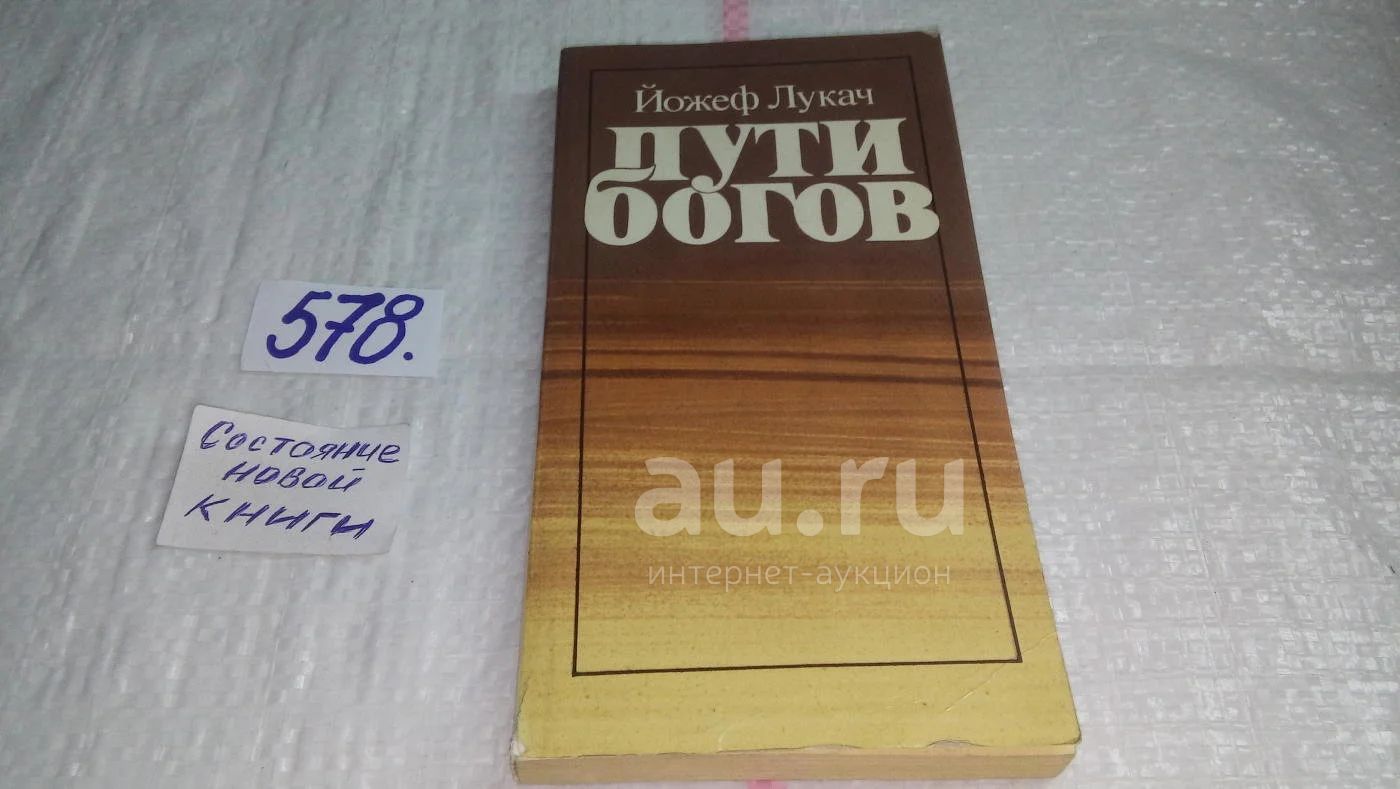 Йожеф Лукач
ПУТИ
БОГОВ
578.
Состояние
новой
книги
au.ru
интернет-аукцион